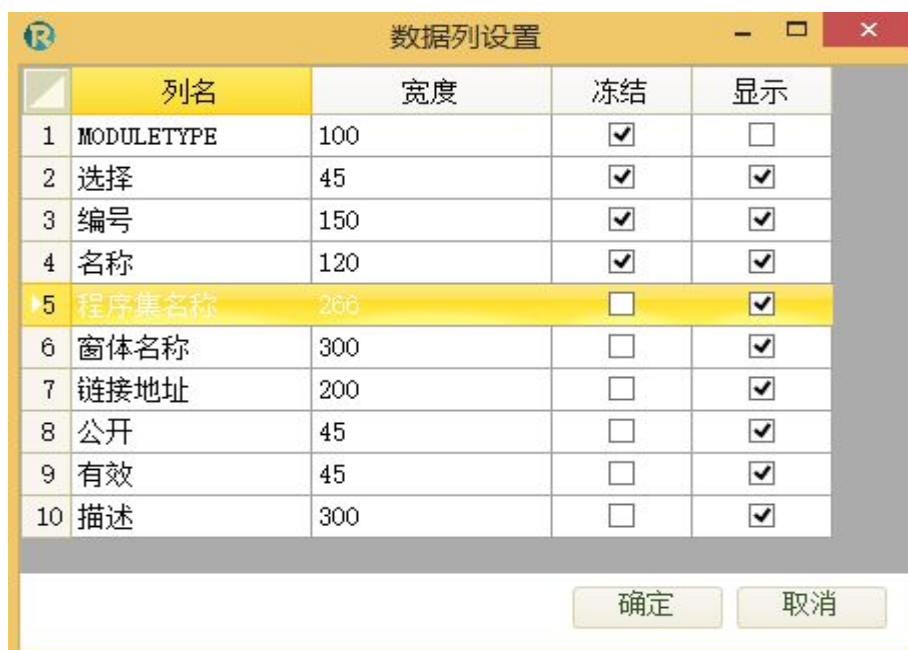 数据列设置
列名 宽度 冻结 显示
1 MODULETYPE 100
2 选择 45
3 编号 150
4 名称 120
5 程序集名称 266
6 窗体名称 300
7 链接地址 200
8 公开 45
9 有效 45
10 描述 300
确定 取消